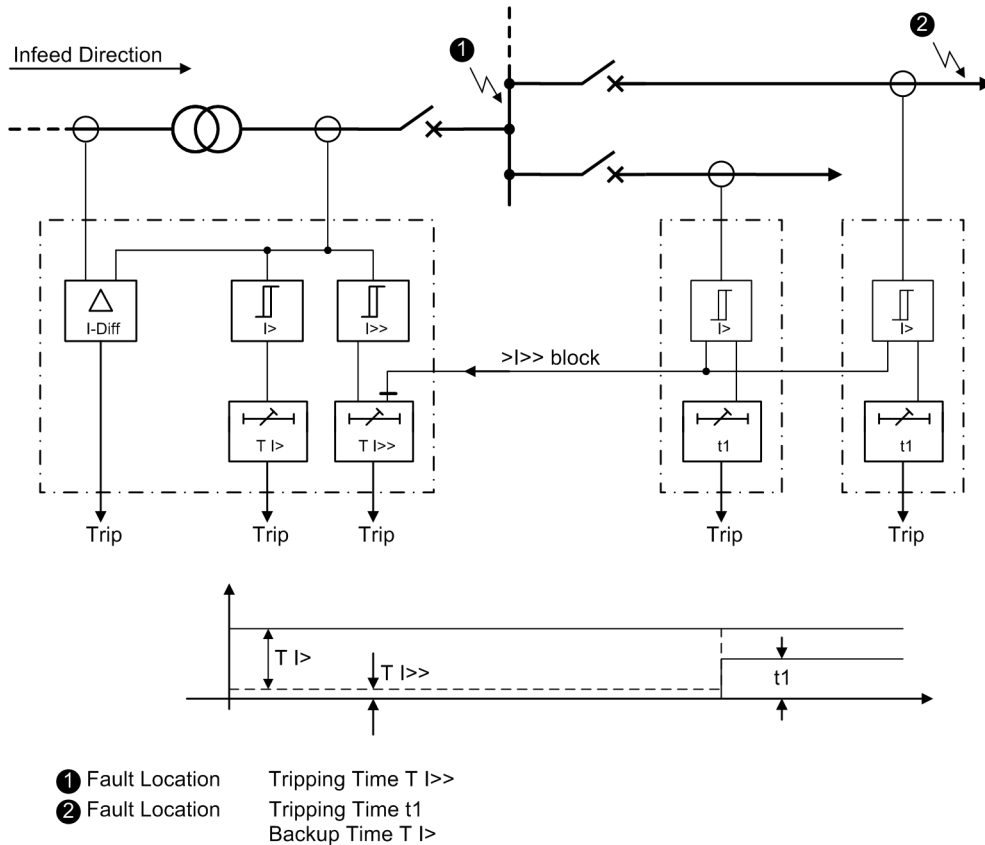 Infeed Direction
1
2
I-Diff
I>
I>>
I>
I>
>I>> block
T I>
T I>>
t1
t1
Trip
Trip
Trip
Trip
Trip
T I>
T I>>
t1
1 Fault Location Tripping Time T I>>
2 Fault Location Tripping Time t1
Backup Time T I>